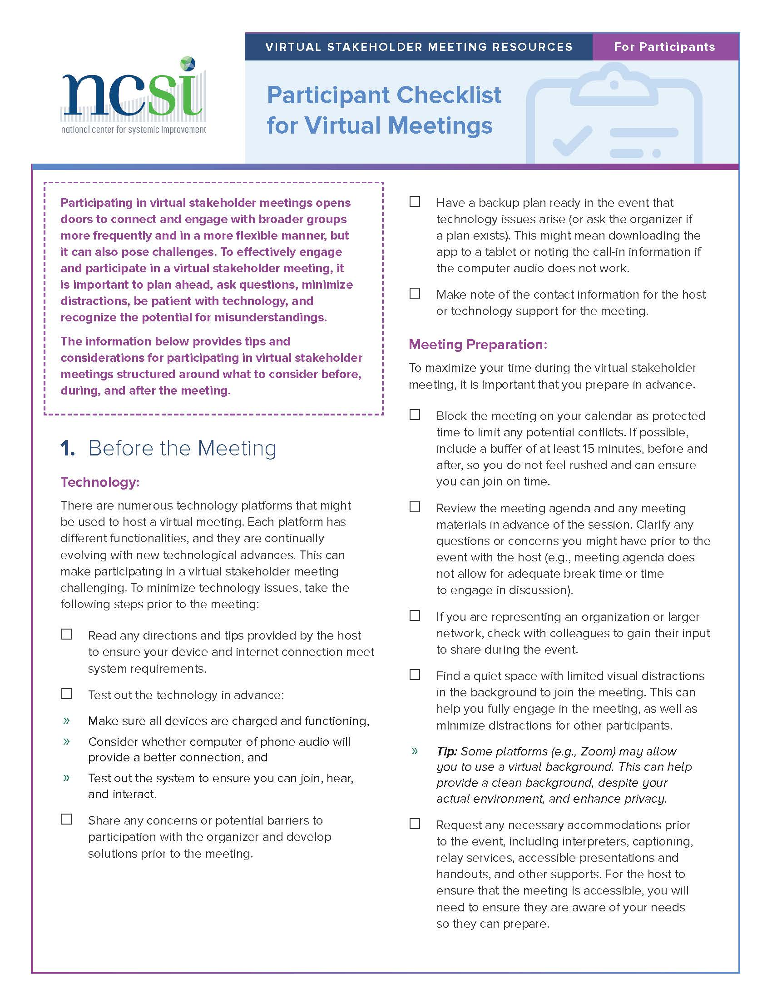 VIRTUAL STAKEHOLDER MEETING RESOURCES
For Participants
ncsi
national center for systemic improvement
Participant Checklist
for Virtual Meetings
Participating in virtual stakeholder meetings opens
doors to connect and engage with broader groups
more frequently and in a more flexible manner, but
it can also pose challenges. To effectively engage
and participate in a virtual stakeholder meeting, it
is important to plan ahead, ask questions, minimize
distractions, be patient with technology, and
recognize the potential for misunderstandings.
The information below provides tips and
considerations for participating in virtual stakeholder
meetings structured around what to consider before,
during, and after the meeting.
1. Before the Meeting
Technology:
There are numerous technology platforms that might
be used to host a virtual meeting. Each platform has
different functionalities, and they are continually
evolving with new technological advances. This can
make participating in a virtual stakeholder meeting
challenging. To minimize technology issues, take the
following steps prior to the meeting:
☐ Read any directions and tips provided by the host
to ensure your device and internet connection meet
system requirements.
☐ Test out the technology in advance:
» Make sure all devices are charged and functioning,
» Consider whether computer of phone audio will
provide a better connection, and
» Test out the system to ensure you can join, hear,
and interact.
☐ Share any concerns or potential barriers to
participation with the organizer and develop
solutions prior to the meeting.
☐ Have a backup plan ready in the event that
technology issues arise (or ask the organizer if
a plan exists). This might mean downloading the
app to a tablet or noting the call-in information if
the computer audio does not work.
☐ Make note of the contact information for the host
or technology support for the meeting.
Meeting Preparation:
To maximize your time during the virtual stakeholder
meeting, it is important that you prepare in advance.
☐ Block the meeting on your calendar as protected
time to limit any potential conflicts. If possible,
include a buffer of at least 15 minutes, before and
after, so you do not feel rushed and can ensure
you can join on time.
☐ Review the meeting agenda and any meeting
materials in advance of the session. Clarify any
questions or concerns you might have prior to the
event with the host (e.g., meeting agenda does
not allow for adequate break time or time
to engage in discussion).
☐ If you are representing an organization or larger
network, check with colleagues to gain their input
to share during the event.
☐ Find a quiet space with limited visual distractions
in the background to join the meeting. This can
help you fully engage in the meeting, as well as
minimize distractions for other participants.
» Tip: Some platforms (e.g., Zoom) may allow
you to use a virtual background. This can help
provide a clean background, despite your
actual environment, and enhance privacy.
☐ Request any necessary accommodations prior
to the event, including interpreters, captioning,
relay services, accessible presentations and
handouts, and other supports. For the host to
ensure that the meeting is accessible, you will
need to ensure they are aware of your needs
so they can prepare.